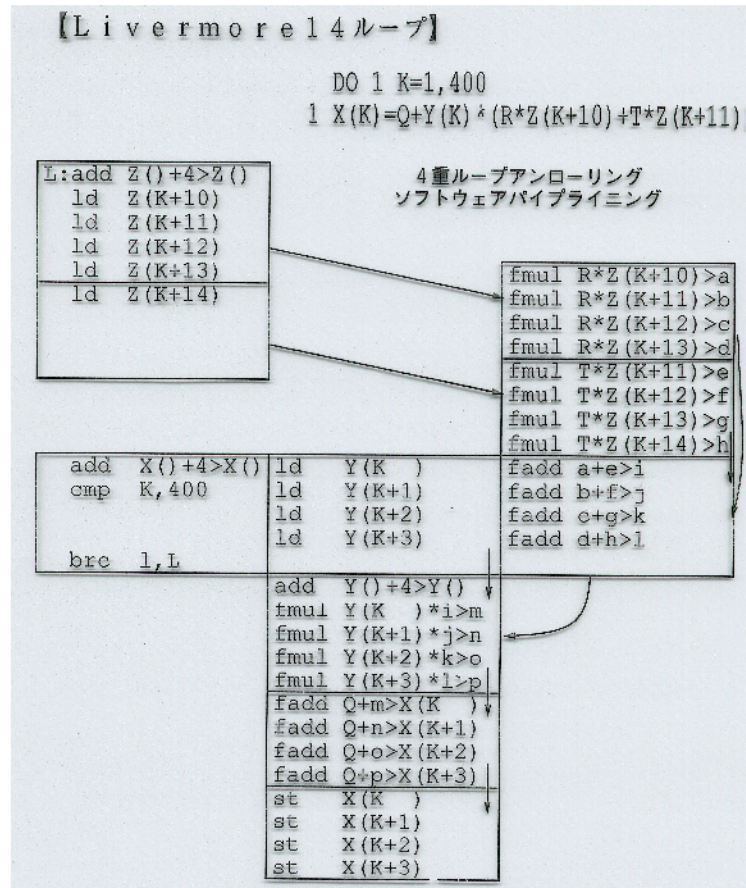 【Livermore14ループ】
DO 1 K=1,400
1 X(K)=Q+Y(K)*(R*Z(K+10)+T*Z(K+11))
4重ループアンローリング
ソフトウェアパイプライニング
L:add Z()+4>Z()
ld Z(K+10)
ld Z(K+11)
ld Z(K+12)
ld Z(K+13)
ld Z(K+14)
fmul R*Z(K+10)>a
fmul R*Z(K+11)>b
fmul R*Z(K+12)>c
fmul R*Z(K+13)>d
fmul T*Z(K+11)>e
fmul T*Z(K+12)>f
fmul T*Z(K+13)>g
fmul T*Z(K+14)>h
add X()+4>X()
cmp K,400
brc l,L
ld Y(K )
ld Y(K+1)
ld Y(K+2)
ld Y(K+3)
fadd a+e>i
fadd b+f>j
fadd c+g>k
fadd d+h>l
add Y()+4>Y()
fmul Y(K )*i>m
fmul Y(K+1)*j>n
fmul Y(K+2)*k>o
fmul Y(K+3)*l>p
fadd Q+m>X(K )
fadd Q+n>X(K+1)
fadd Q+o>X(K+2)
fadd Q+p>X(K+3)
st X(K )
st X(K+1)
st X(K+2)
st X(K+3)